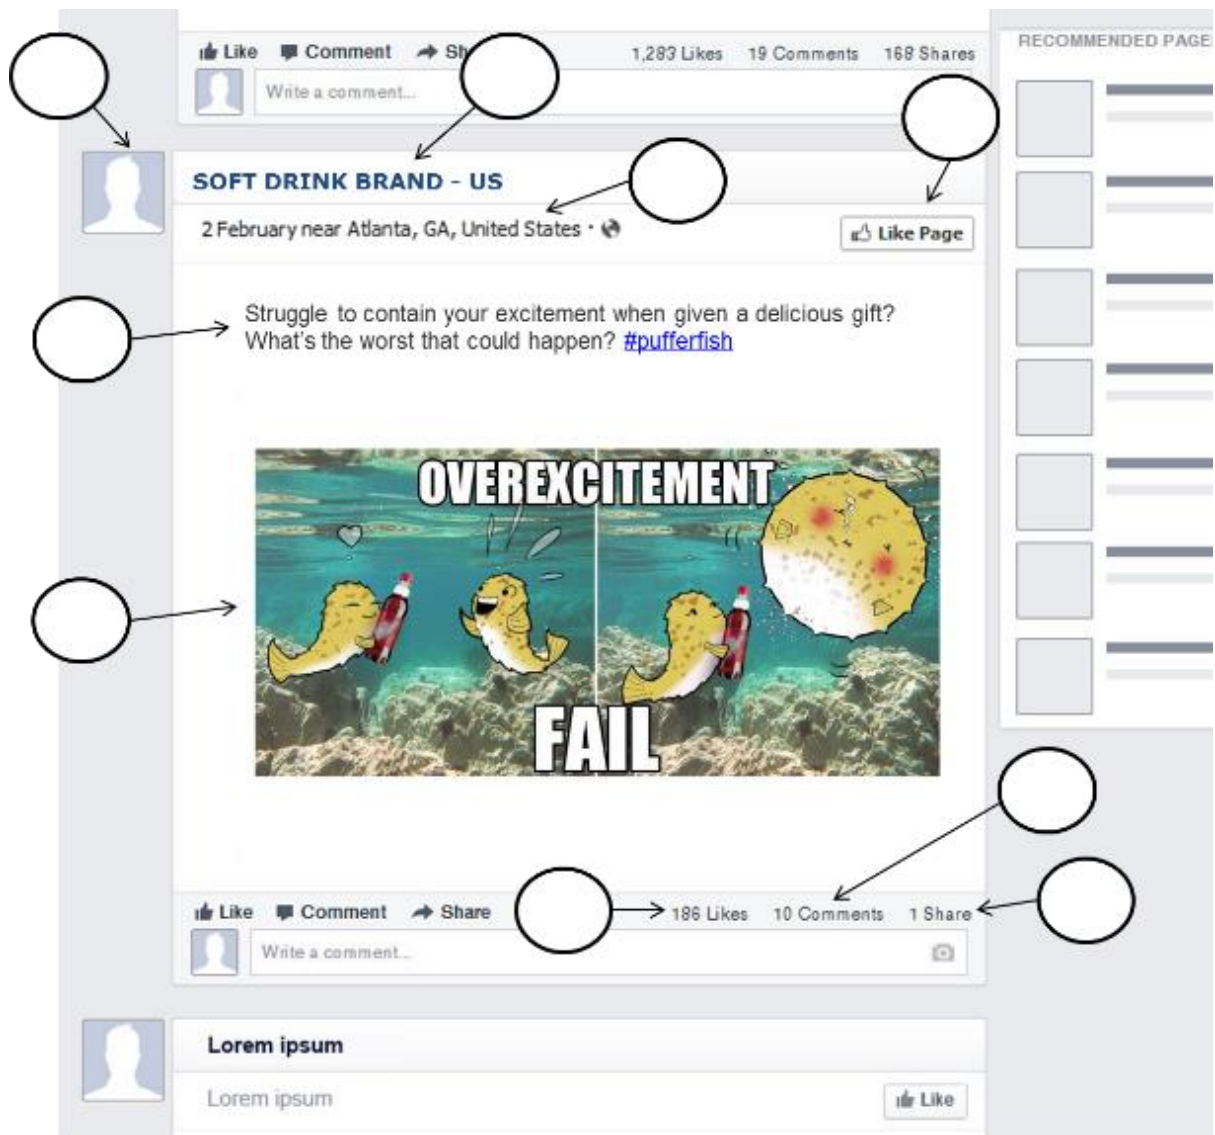 Like Comment Sh 1,283 Likes 19 Comments 168 Shares
Write a comment...
RECOMMENDED PAGE
SOFT DRINK BRAND - US
2 February near Atlanta, GA, United States ·
Like Page
Struggle to contain your excitement when given a delicious gift?
What's the worst that could happen? #pufferfish
OVEREXCITEMENT
FAIL
Like Comment Share 186 Likes 10 Comments 1 Share
Write a comment...
Lorem ipsum
Lorem ipsum
Like